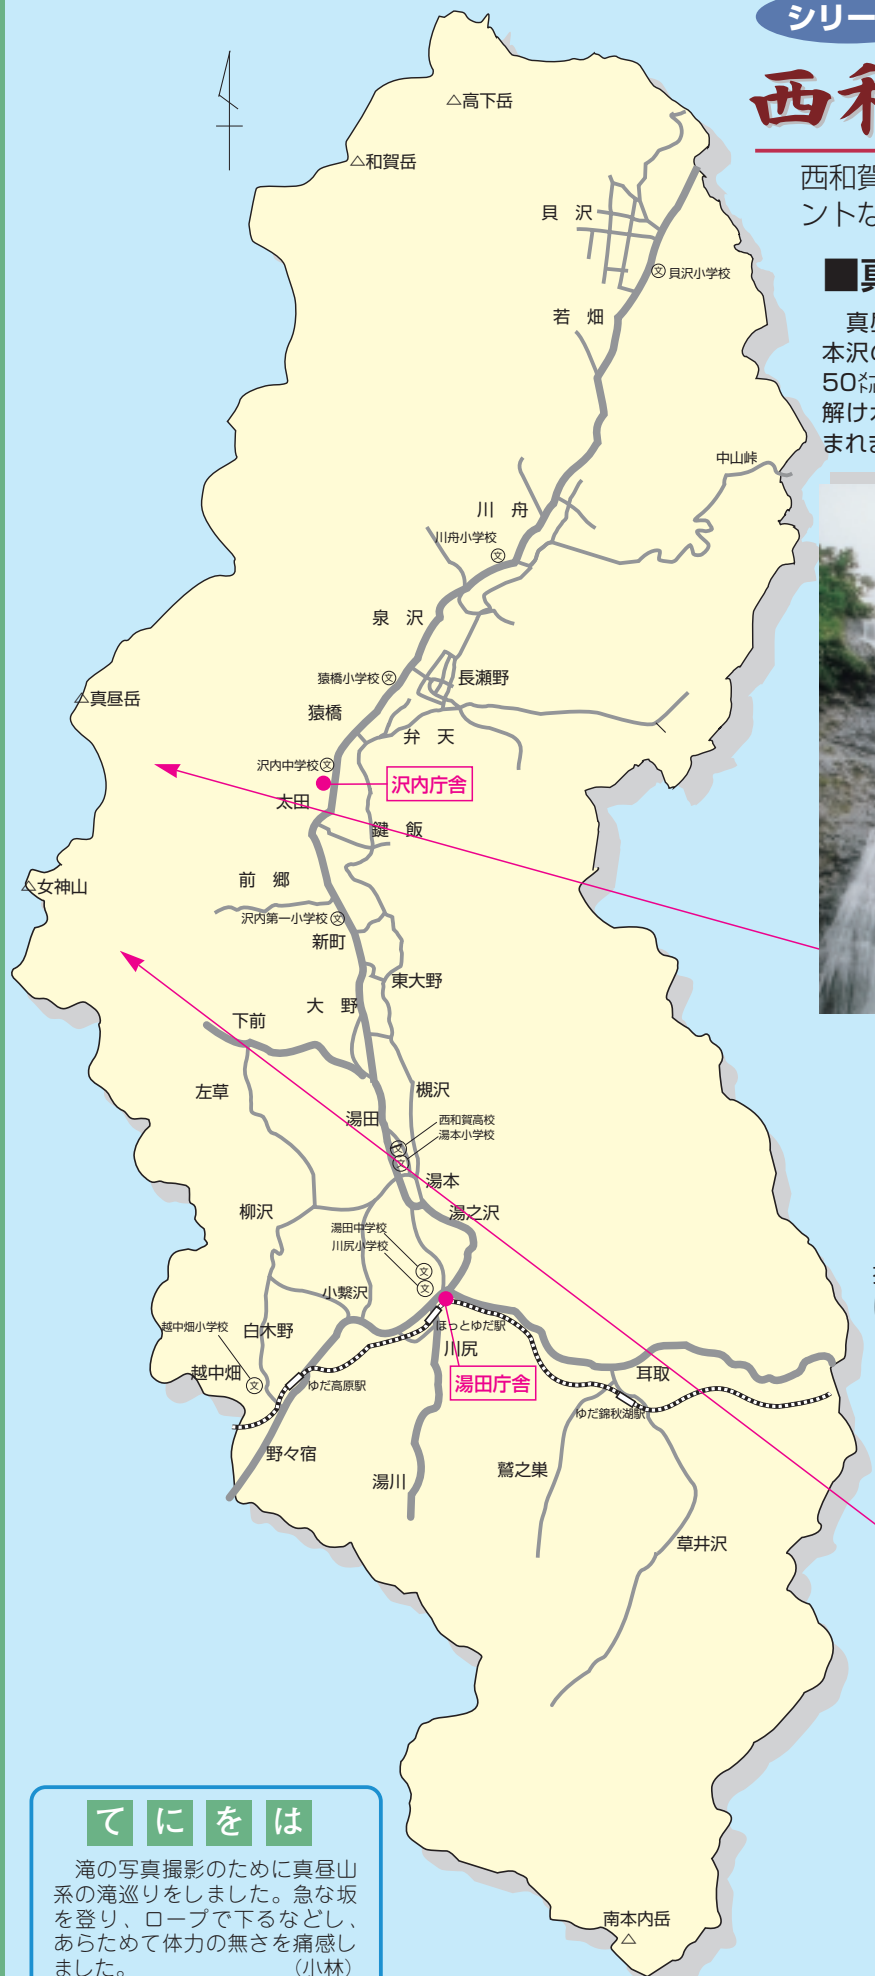 シリー
西和
西和賀
ントな
■真
真昼
本沢の
50㍍
解けか
まれま
△高下岳
△和賀岳
貝　沢
貝沢小学校
若　畑
中山峠
川　舟
川舟小学校
泉　沢
猿橋小学校
長瀬野
△真昼岳
猿橋
弁　天
沢内中学校
沢内庁舎
太田
鍵　飯
前　郷
△女神山
沢内第一小学校
新町
東大野
大　野
下前
左草
槻沢
湯田
西和賀高校
湯本小学校
湯本
柳沢
湯之沢
湯田中学校
川尻小学校
小繋沢
越中畑小学校
白木野
ほっとゆだ駅
川尻
越中畑
ゆだ高原駅
湯田庁舎
耳取
ゆだ錦秋湖駅
野々宿
湯川
鷲之巣
草井沢
南本内岳
△
てにをは
滝の写真撮影のために真昼山
系の滝巡りをしました。急な坂
を登り、ロープで下るなどし、
あらためて体力の無さを痛感し
ました。　（小林）